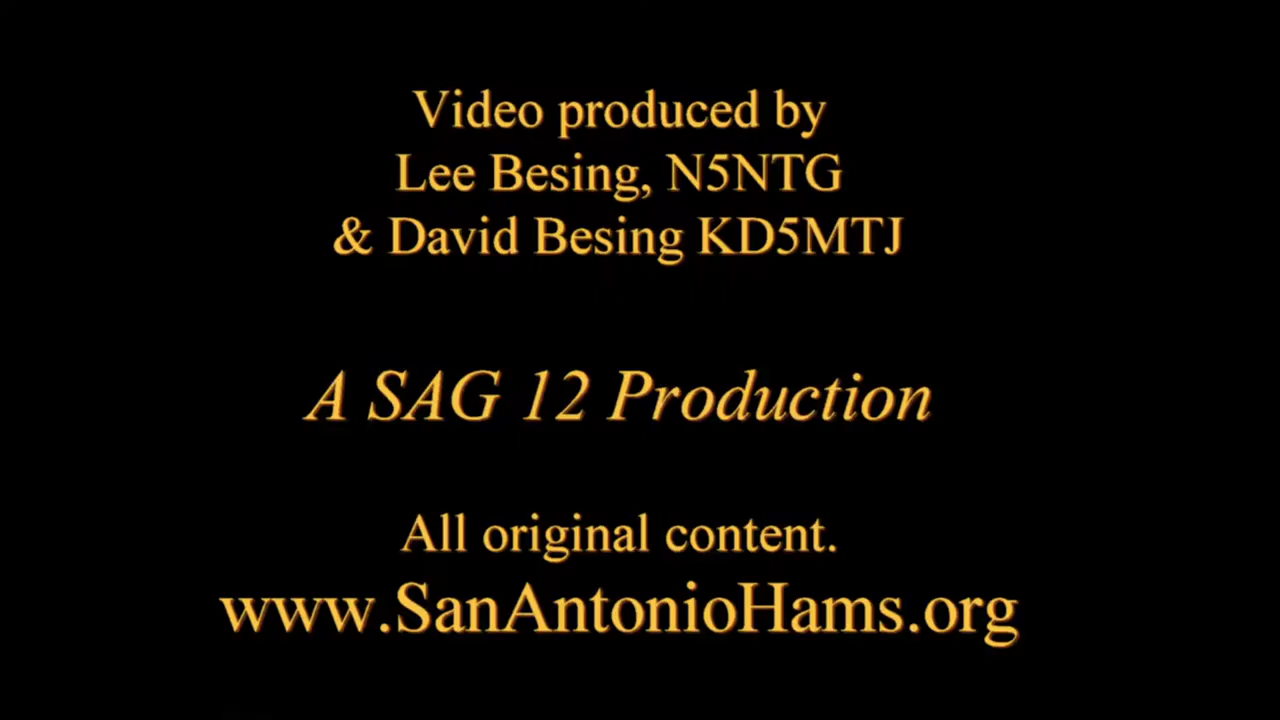 Video produced by
Lee Besing, N5NTG
& David Besing KD5MTJ
A SAG 12 Production
All original content.
www.SanAntonioHams.org